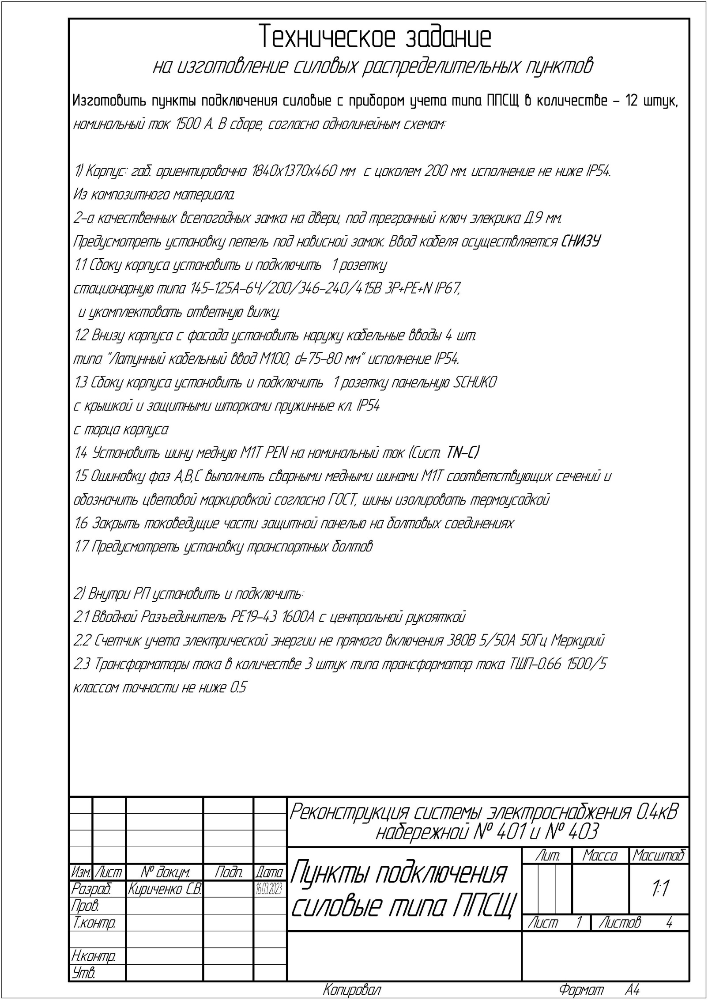 Техническое задание
на изготовление силовых распределительных пунктов
Изготовить пункты подключения силовые с прибором учета типа ППСЩ в количестве – 12 штук,
номинальный ток 1500 А. В сборе, согласно однолинейным схемам:
1) Корпус: габ. ориентировочно 1840х1370х460 мм с цоколем 200 мм. исполнение не ниже IP54.
Из композитного материала.
2-а качественных всепогодных замка на двери, под трегранный ключ элекрика Д.9 мм.
Предусмотреть установку петель под нависной замок. Ввод кабеля осуществляется СНИЗУ
1.1 Сбоку корпуса установить и подключить 1 розетку
стационарную типа 145-125А-6Ч/200/346-240/415В 3P+PE+N IP67,
и укомплектовать ответную вилку.
1.2 Внизу корпуса с фасада установить наружу кабельные вводы 4 шт.
типа "Латунный кабельный ввод М100, d=75-80 мм" исполнение IP54.
1.3 Сбоку корпуса установить и подключить 1 розетку панельную SCHUKO
с крышкой и защитными шторками пружинные кл. IP54
с торца корпуса
1.4 Установить шину медную М1Т PEN на номинальный ток (Сист. TN-C)
1.5 Ошиновку фаз А,В,С выполнить сварными медными шинами М1Т соответствующих сечений и
обозначить цветовой маркировкой согласно ГОСТ, шины изолировать термоусадкой
1.6 Закрыть токоведущие части защитной панелью на болтовых соединениях
1.7 Предусмотреть установку транспортных болтов
2) Внутри РП установить и подключить:
2.1 Вводной Разъединитель РЕ19-43 1600А с центральной рукояткой
2.2 Счетчик учета электрической энергии не прямого включения 380В 5/50А 50Гц Меркурий
2.3 Трансформаторы тока в количестве 3 штук типа трансформатор тока ТШП-0.66 1500/5
классом точности не ниже 0.5
Реконструкция системы электроснабжения 0.4кВ
набережной № 401 и № 403
Лит. Масса Масштаб
Изм. Лист № докум. Подп. Дата
Пункты подключения
силовые типа ППСЩ
1:1
Разраб. Кириченко С.В. 16.03.2023
Пров.
Т.контр.
Лист 1 Листов 4
Н.контр.
Утв.
Копировал Формат А4